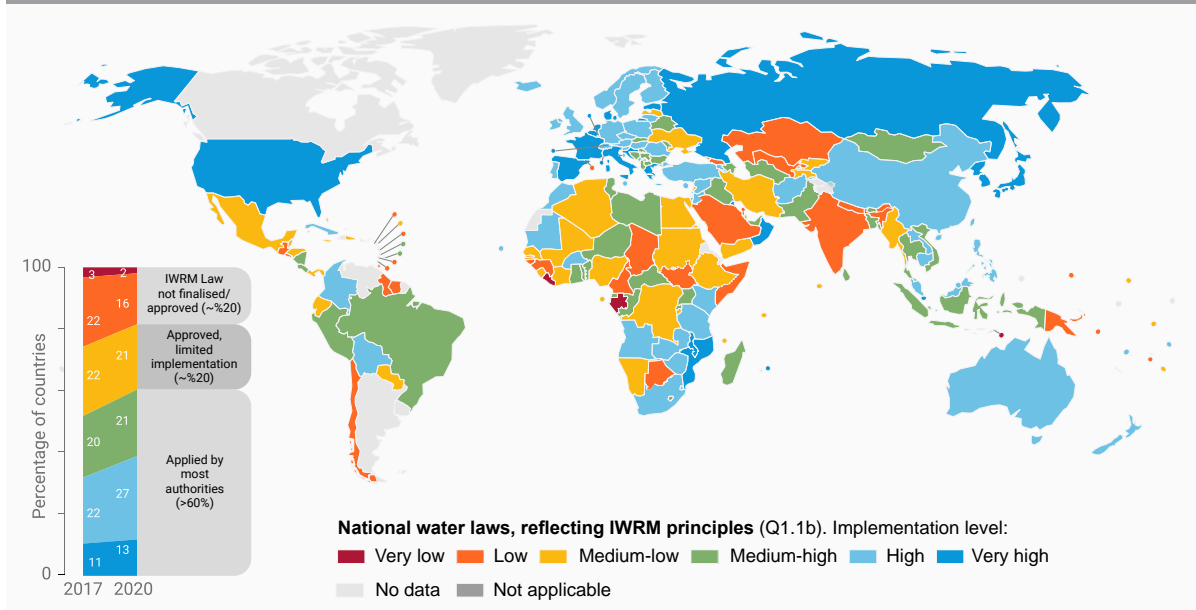 100
Percentage of countries
0
2017 2020
3
2
16
22
21
22
21
20
27
22
13
11
IWRM Law
not finalised/
approved (~%20)
Approved,
limited
implementation
(~%20)
Applied by
most
authorities
(>60%)
National water laws, reflecting IWRM principles (Q1.1b). Implementation level:
Very low Low Medium-low Medium-high High Very high
No data Not applicable